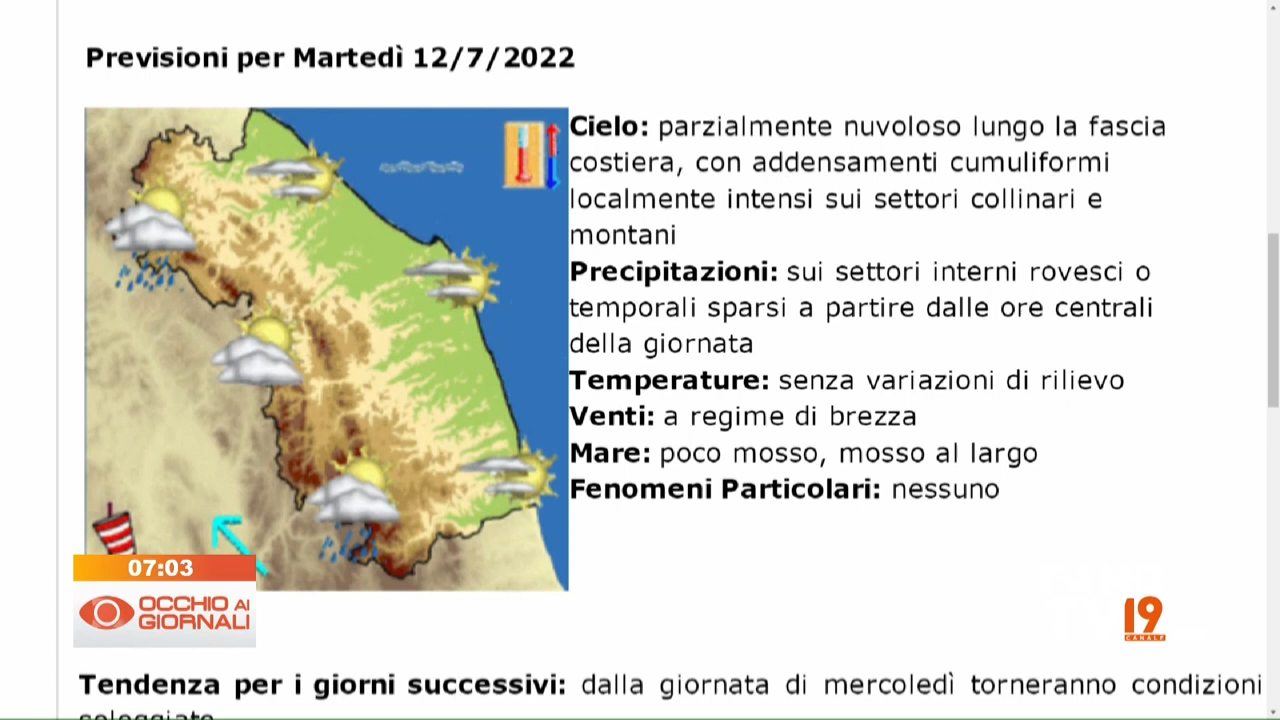 Previsioni per Martedì 12/7/2022
Cielo: parzialmente nuvoloso lungo la fascia
costiera, con addensamenti cumuliformi
localmente intensi sui settori collinari e
montani
Precipitazioni: sui settori interni rovesci o
temporali sparsi a partire dalle ore centrali
della giornata
Temperature: senza variazioni di rilievo
Venti: a regime di brezza
Mare: poco mosso, mosso al largo
Fenomeni Particolari: nessuno
07:03
OCCHIO AI
GIORNALI
19
CANALE
Tendenza per i giorni successivi: dalla giornata di mercoledì torneranno condizioni
soleggiate